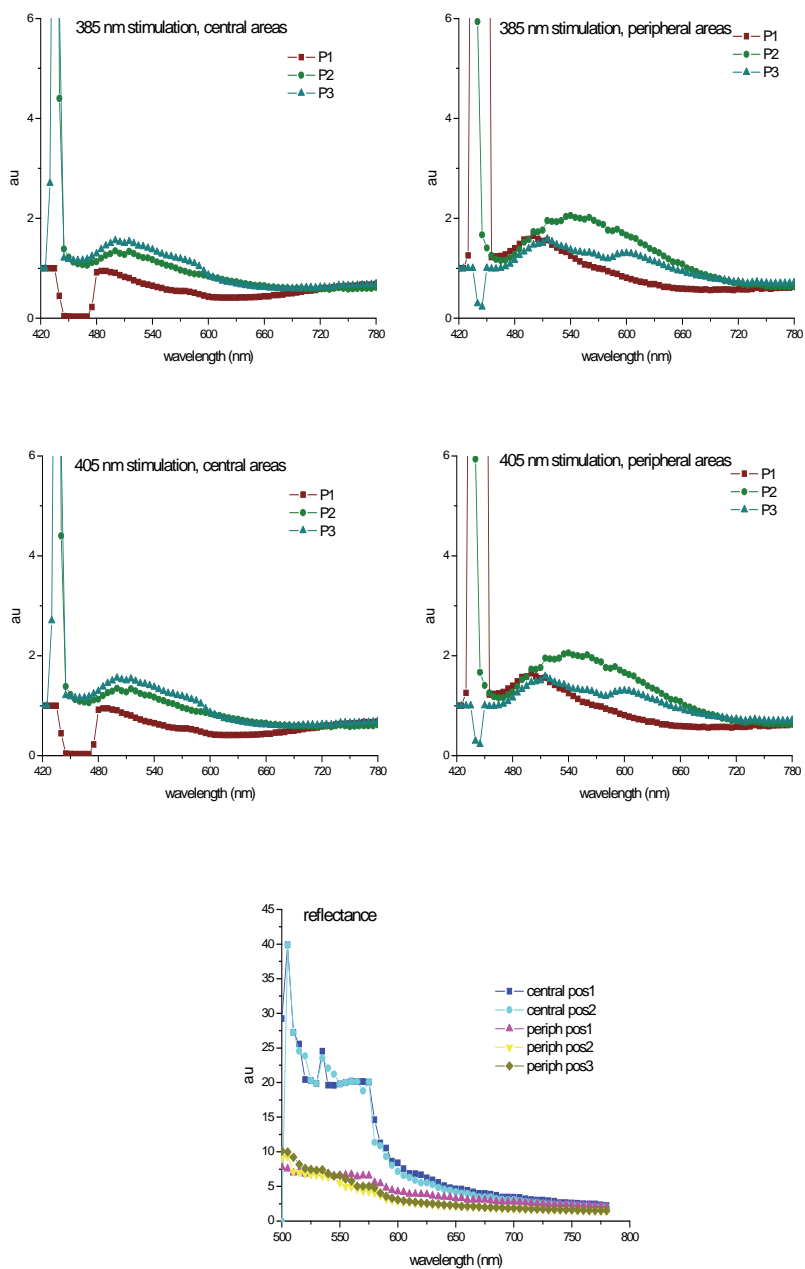 385 nm stimulation, central areas
P1
P2
P3
au
6
4
2
1
0
420 480 540 600 660 720 780
wavelength (nm)
385 nm stimulation, peripheral areas
P1
P2
P3
au
6
4
2
1
0
420 480 540 600 660 720 780
wavelength (nm)
405 nm stimulation, central areas
P1
P2
P3
au
6
4
2
1
0
420 480 540 600 660 720 780
wavelength (nm)
405 nm stimulation, peripheral areas
P1
P2
P3
au
6
4
2
1
0
420 480 540 600 660 720 780
wavelength (nm)
reflectance
central pos1
central pos2
periph pos1
periph pos2
periph pos3
au
45
40
35
30
25
20
15
10
5
0
500 550 600 650 700 750 800
wavelength (nm)